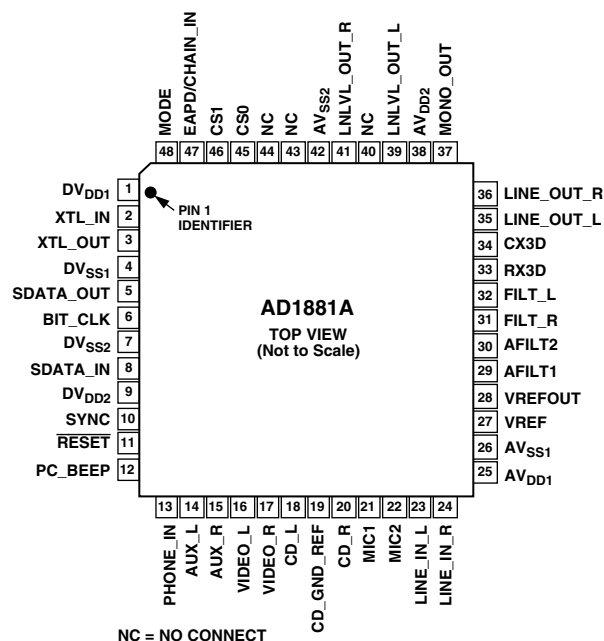 MODE
EAPD/CHAIN_IN
CS1
CS0
NC
NC
AVSS2
LNLVL_OUT_R
NC
LNLVL_OUT_L
AVDD2
MONO_OUT
48 47 46 45 44 43 42 41 40 39 38 37
DVDD1 1
XTL_IN 2
XTL_OUT 3
DVSS1 4
SDATA_OUT 5
BIT_CLK 6
DVSS2 7
SDATA_IN 8
DVDD2 9
SYNC 10
RESET 11
PC_BEEP 12
PIN 1
IDENTIFIER
AD1881A
TOP VIEW
(Not to Scale)
36 LINE_OUT_R
35 LINE_OUT_L
34 CX3D
33 RX3D
32 FILT_L
31 FILT_R
30 AFILT2
29 AFILT1
28 VREFOUT
27 VREF
26 AVSS1
25 AVDD1
13 14 15 16 17 18 19 20 21 22 23 24
PHONE_IN
AUX_L
AUX_R
VIDEO_L
VIDEO_R
CD_L
CD_GND_REF
CD_R
MIC1
MIC2
LINE_IN_L
LINE_IN_R
NC = NO CONNECT